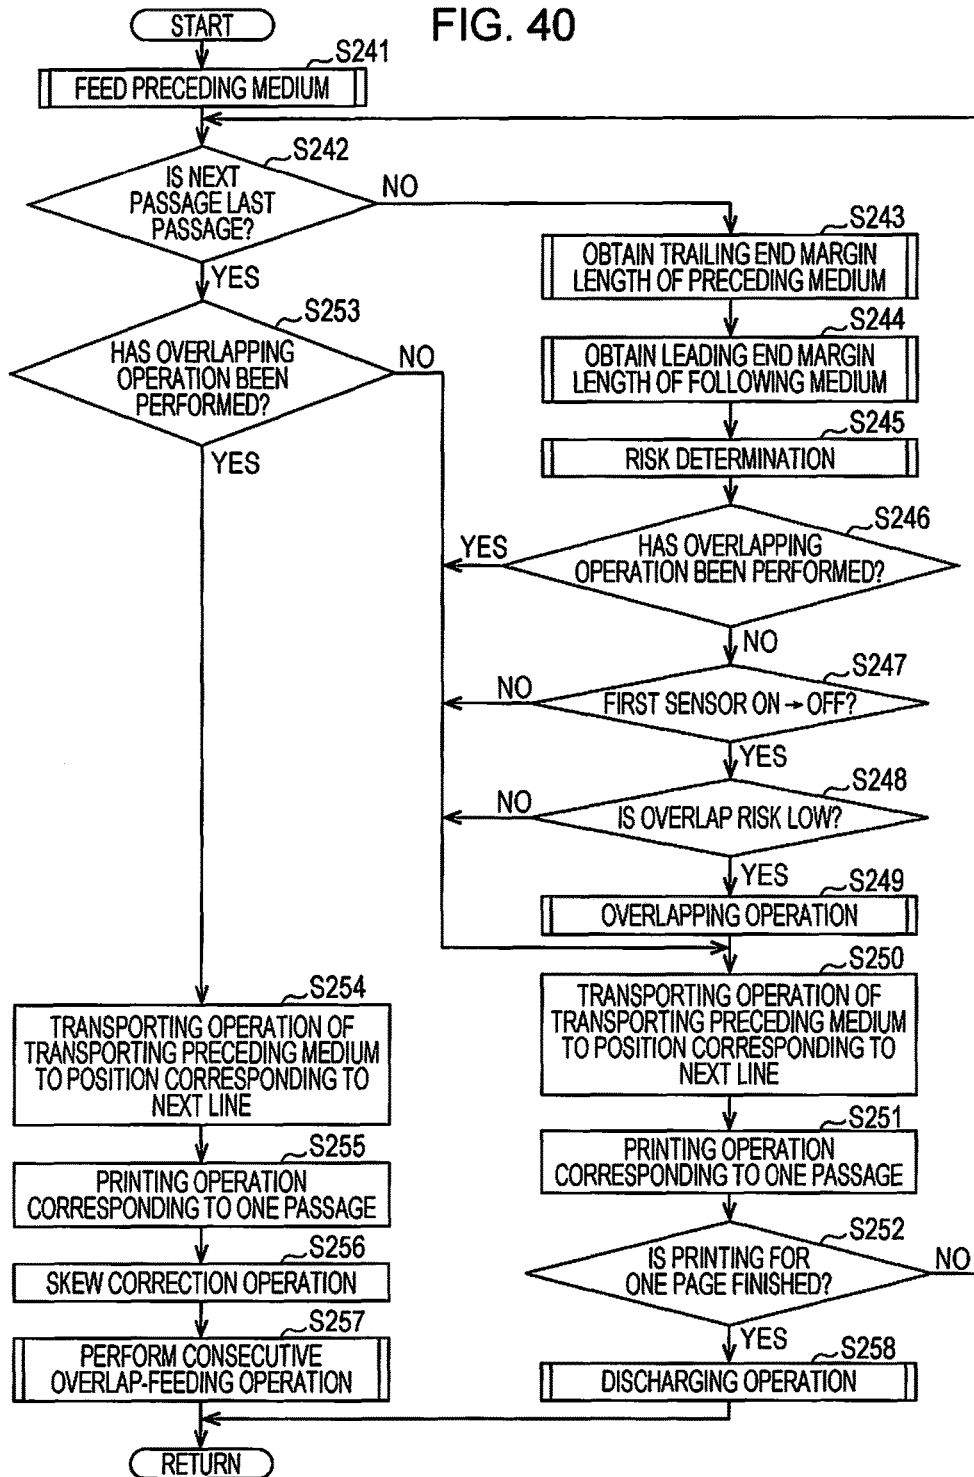 FIG. 40
START
S241
FEED PRECEDING MEDIUM
S242
IS NEXT
PASSAGE LAST
PASSAGE?
NO
YES
S243
OBTAIN TRAILING END MARGIN
LENGTH OF PRECEDING MEDIUM
S244
OBTAIN LEADING END MARGIN
LENGTH OF FOLLOWING MEDIUM
S245
RISK DETERMINATION
S246
HAS OVERLAPPING
OPERATION BEEN PERFORMED?
YES
NO
S247
FIRST SENSOR ON → OFF?
NO
YES
S248
IS OVERLAP RISK LOW?
NO
YES
S249
OVERLAPPING OPERATION
S250
TRANSPORTING OPERATION OF
TRANSPORTING PRECEDING MEDIUM
TO POSITION CORRESPONDING TO
NEXT LINE
S251
PRINTING OPERATION
CORRESPONDING TO ONE PASSAGE
S252
IS PRINTING FOR
ONE PAGE FINISHED?
NO
YES
S258
DISCHARGING OPERATION
S253
HAS OVERLAPPING
OPERATION BEEN
PERFORMED?
NO
YES
S254
TRANSPORTING OPERATION OF
TRANSPORTING PRECEDING MEDIUM
TO POSITION CORRESPONDING TO
NEXT LINE
S255
PRINTING OPERATION
CORRESPONDING TO ONE PASSAGE
S256
SKEW CORRECTION OPERATION
S257
PERFORM CONSECUTIVE
OVERLAP-FEEDING OPERATION
RETURN